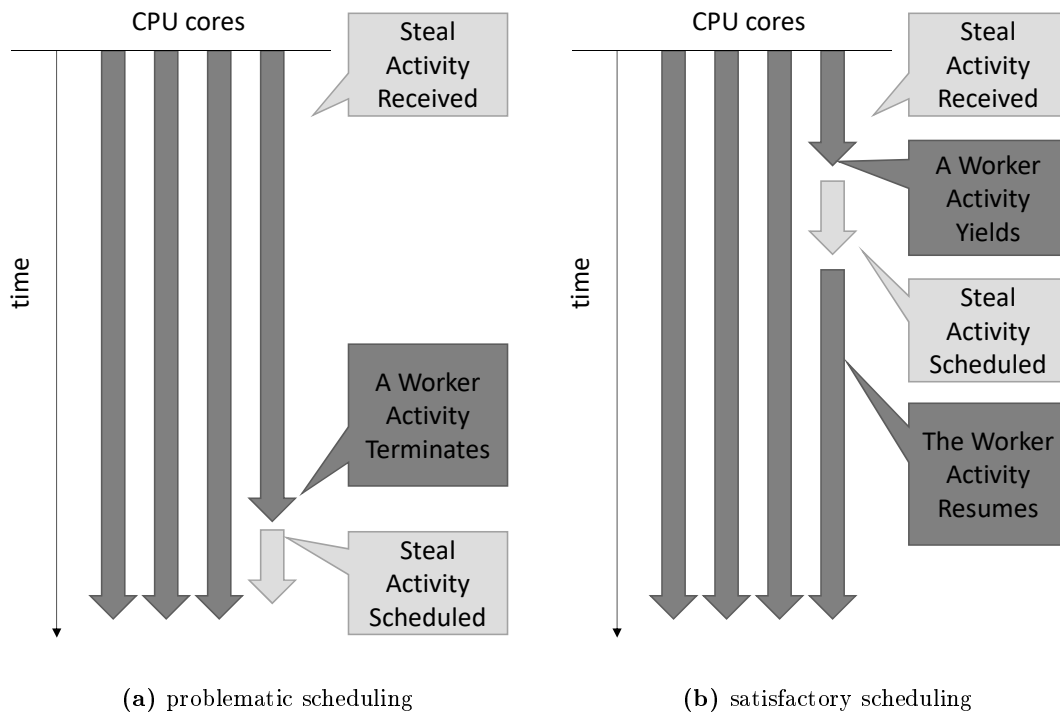 CPU cores
Steal
Activity
Received
time
A Worker
Activity
Terminates
Steal
Activity
Scheduled
(a) problematic scheduling
CPU cores
Steal
Activity
Received
A Worker
Activity
Yields
time
Steal
Activity
Scheduled
The Worker
Activity
Resumes
(b) satisfactory scheduling